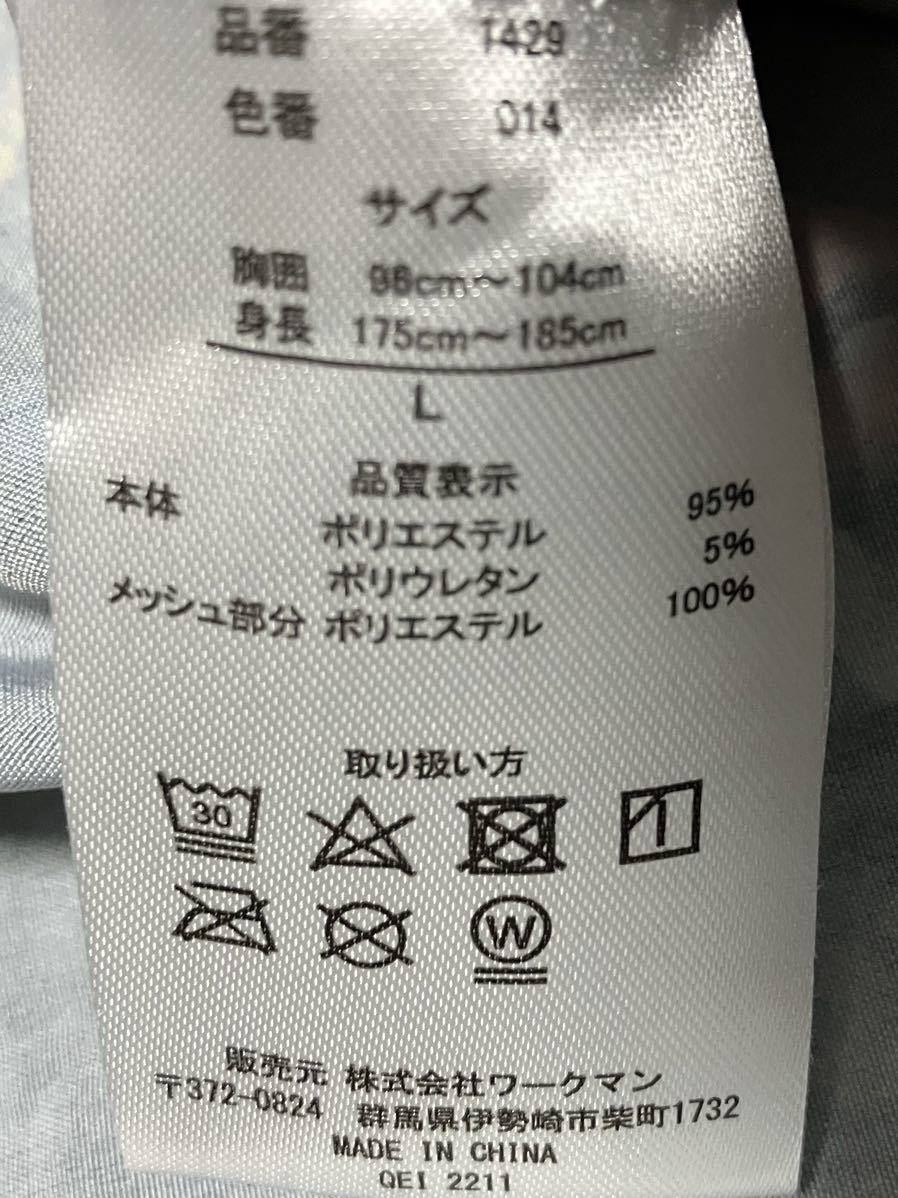 品番 1429
色番 014
サイズ
胸囲 96cm～104cm
身長 175cm～185cm
L
品質表示
本体 ポリエステル 95%
ポリウレタン 5%
メッシュ部分 ポリエステル 100%
取り扱い方
30
W
販売元 株式会社ワークマン
〒372-0824 群馬県伊勢崎市柴町1732
MADE IN CHINA
QEI 2211